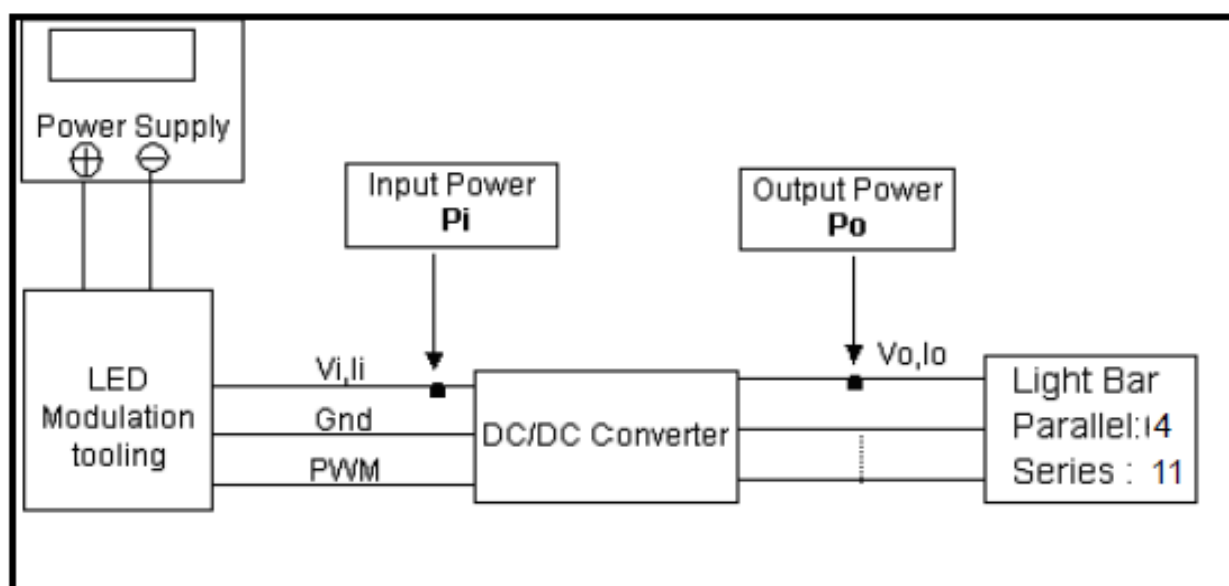 Power Supply
Input Power
Pi
Output Power
Po
LED
Modulation
tooling
Vi,Ii
Gnd
PWM
DC/DC Converter
Vo,Io
Light Bar
Parallel: 4
Series : 11